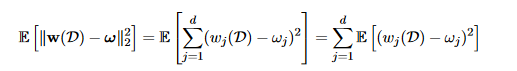 𝔼 [‖𝐰(𝓓) − 𝝎‖₂²] = 𝔼 [∑_{j=1}^{d} (w_j(𝓓) − ω_j)²] = ∑_{j=1}^{d} 𝔼 [(w_j(𝓓) − ω_j)²]